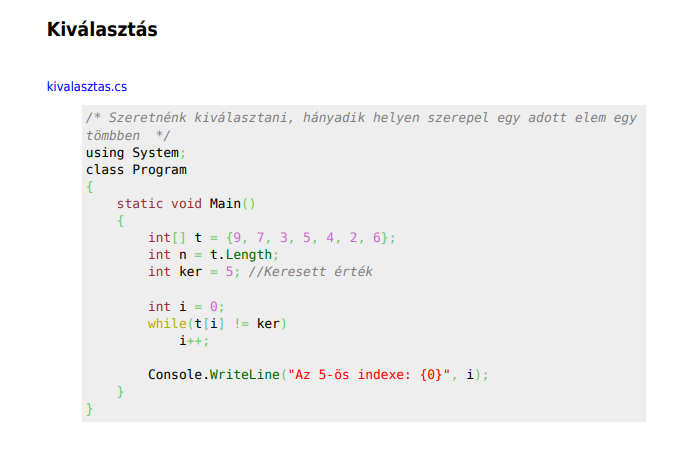 Kiválasztás
kivalasztas.cs
/* Szeretnénk kiválasztani, hányadik helyen szerepel egy adott elem egy
tömbben  */
using System;
class Program
{
    static void Main()
    {
        int[] t = {9, 7, 3, 5, 4, 2, 6};
        int n = t.Length;
        int ker = 5; //Keresett érték
        int i = 0;
        while(t[i] != ker)
            i++;
        Console.WriteLine("Az 5-ös indexe: {0}", i);
    }
}